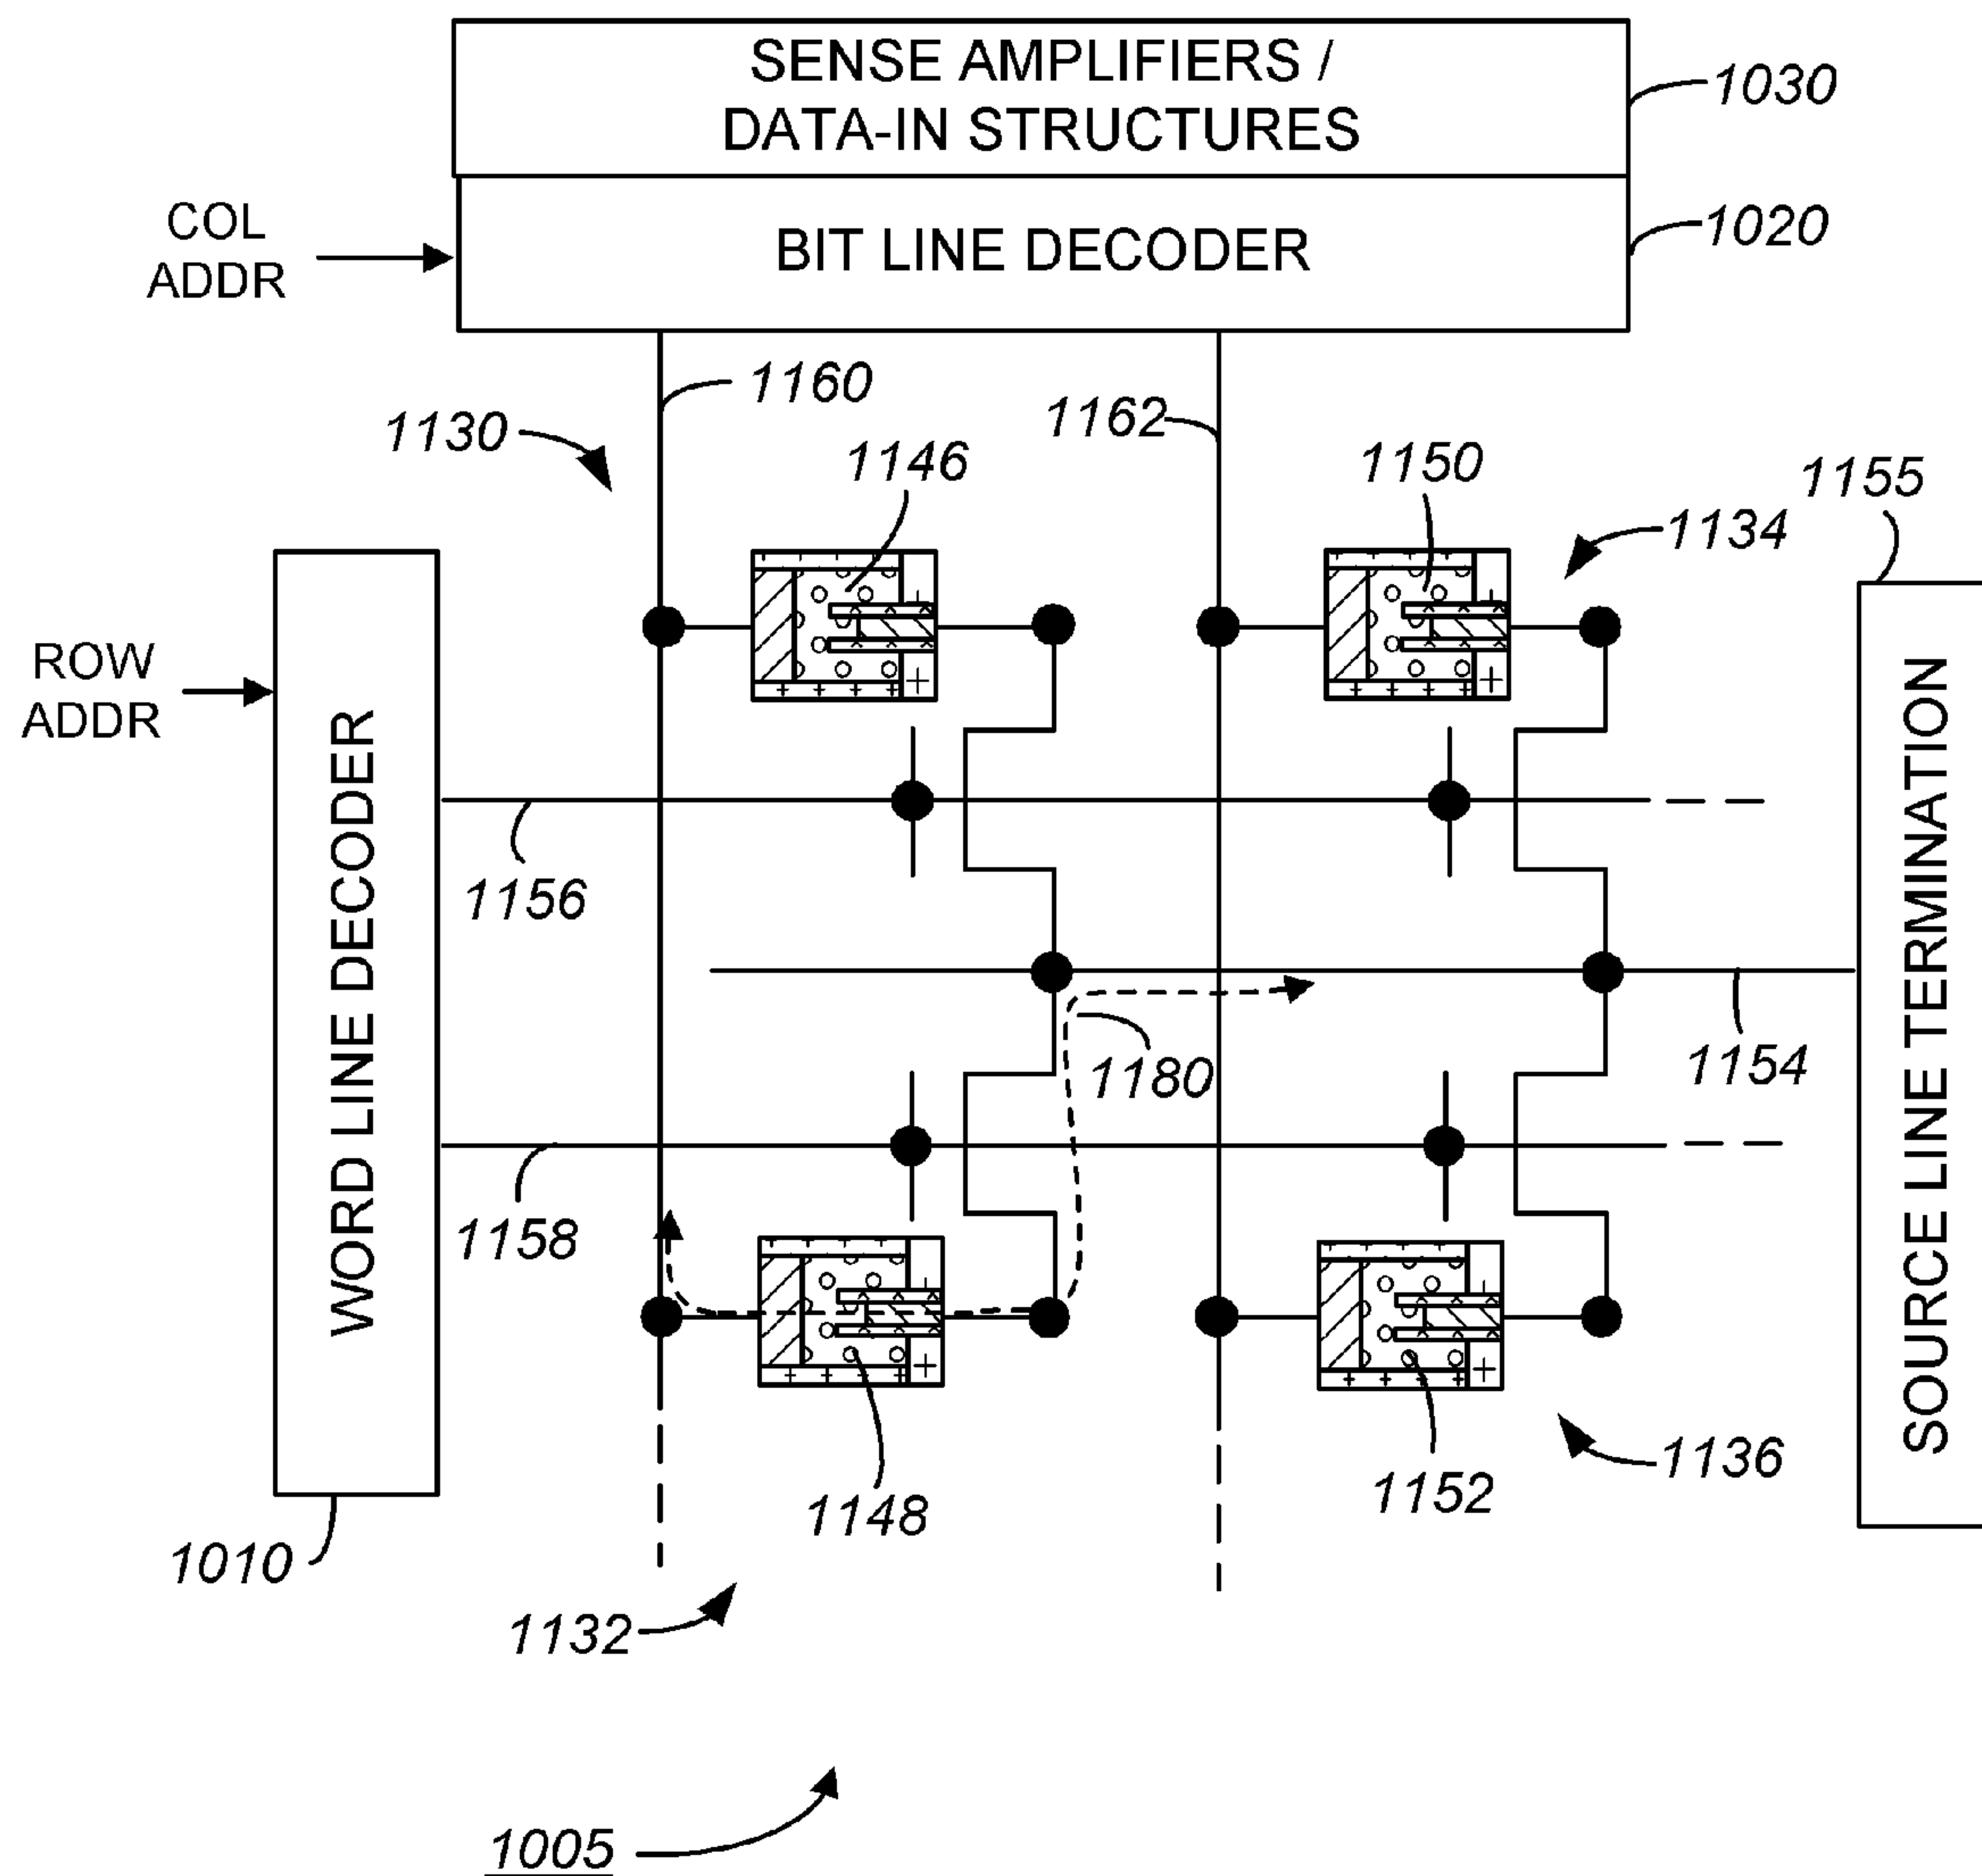 SENSE AMPLIFIERS /
DATA-IN STRUCTURES
1030
COL
ADDR
BIT LINE DECODER
1020
1160
1130
1162
1146
1150
1155
1134
ROW
ADDR
WORD LINE DECODER
SOURCE LINE TERMINATION
1156
1180
1154
1158
1148
1152
1136
1010
1132
1005